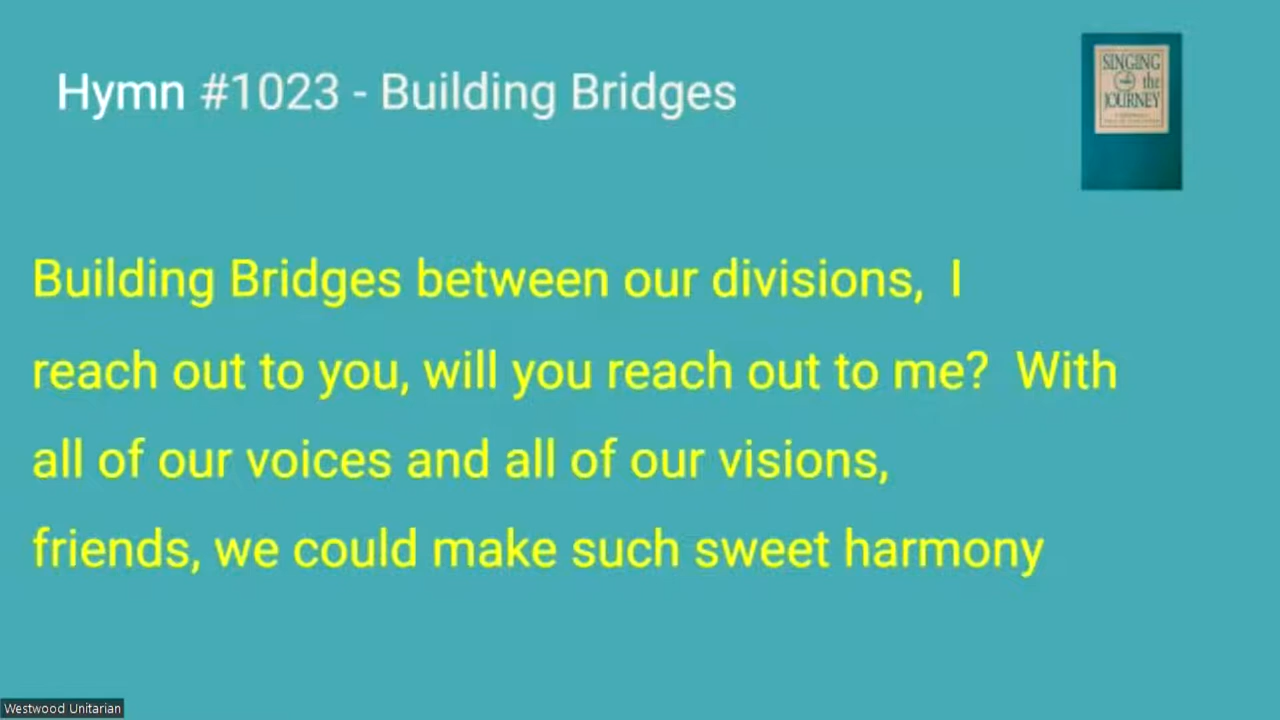 Hymn #1023 - Building Bridges
SINGING
the
JOURNEY
Building Bridges between our divisions, I
reach out to you, will you reach out to me? With
all of our voices and all of our visions,
friends, we could make such sweet harmony
Westwood Unitarian